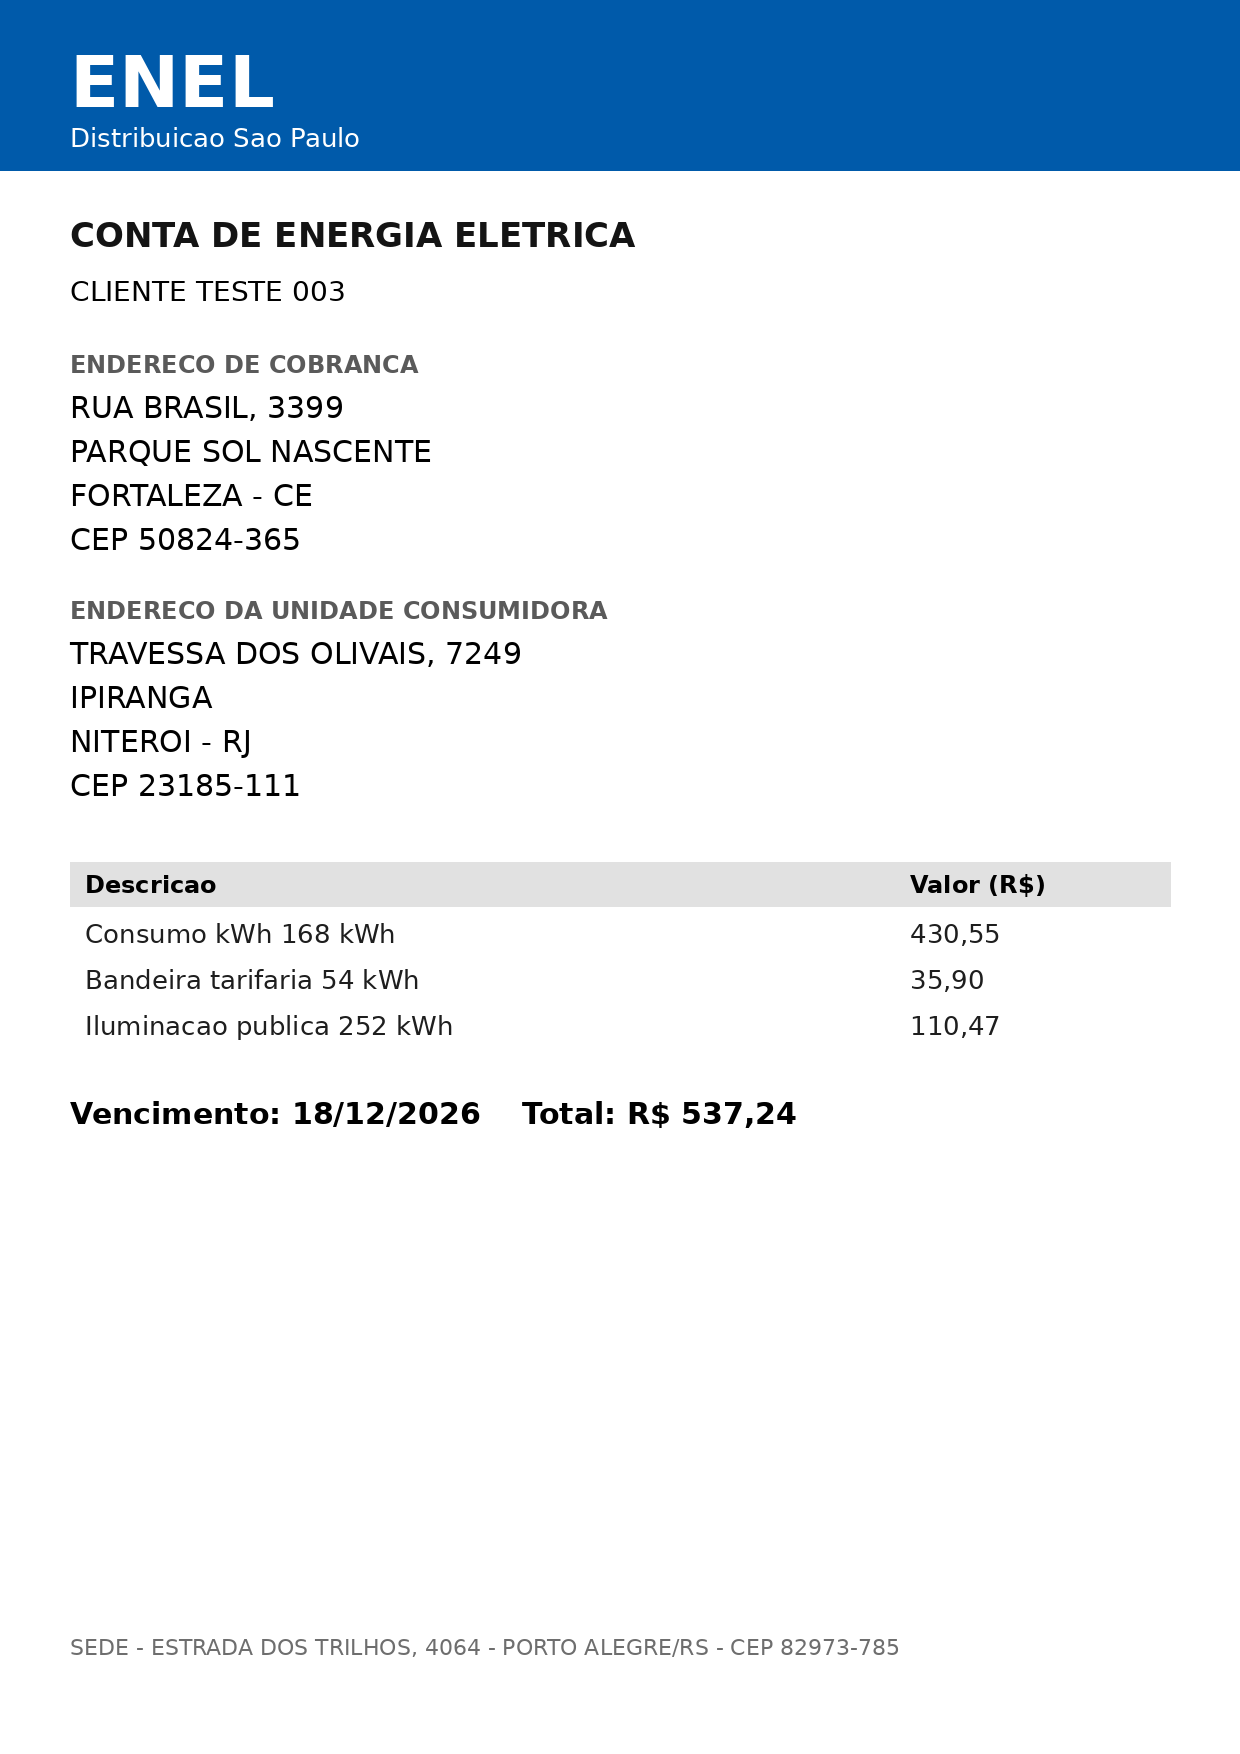 ENEL
Distribuicao Sao Paulo
CONTA DE ENERGIA ELETRICA
CLIENTE TESTE 003
ENDERECO DE COBRANCA
RUA BRASIL, 3399
PARQUE SOL NASCENTE
FORTALEZA - CE
CEP 50824-365
ENDERECO DA UNIDADE CONSUMIDORA
TRAVESSA DOS OLIVAIS, 7249
IPIRANGA
NITEROI - RJ
CEP 23185-111
Descricao Valor (R$)
Consumo kWh 168 kWh 430,55
Bandeira tarifaria 54 kWh 35,90
Iluminacao publica 252 kWh 110,47
Vencimento: 18/12/2026 Total: R$ 537,24
SEDE - ESTRADA DOS TRILHOS, 4064 - PORTO ALEGRE/RS - CEP 82973-785